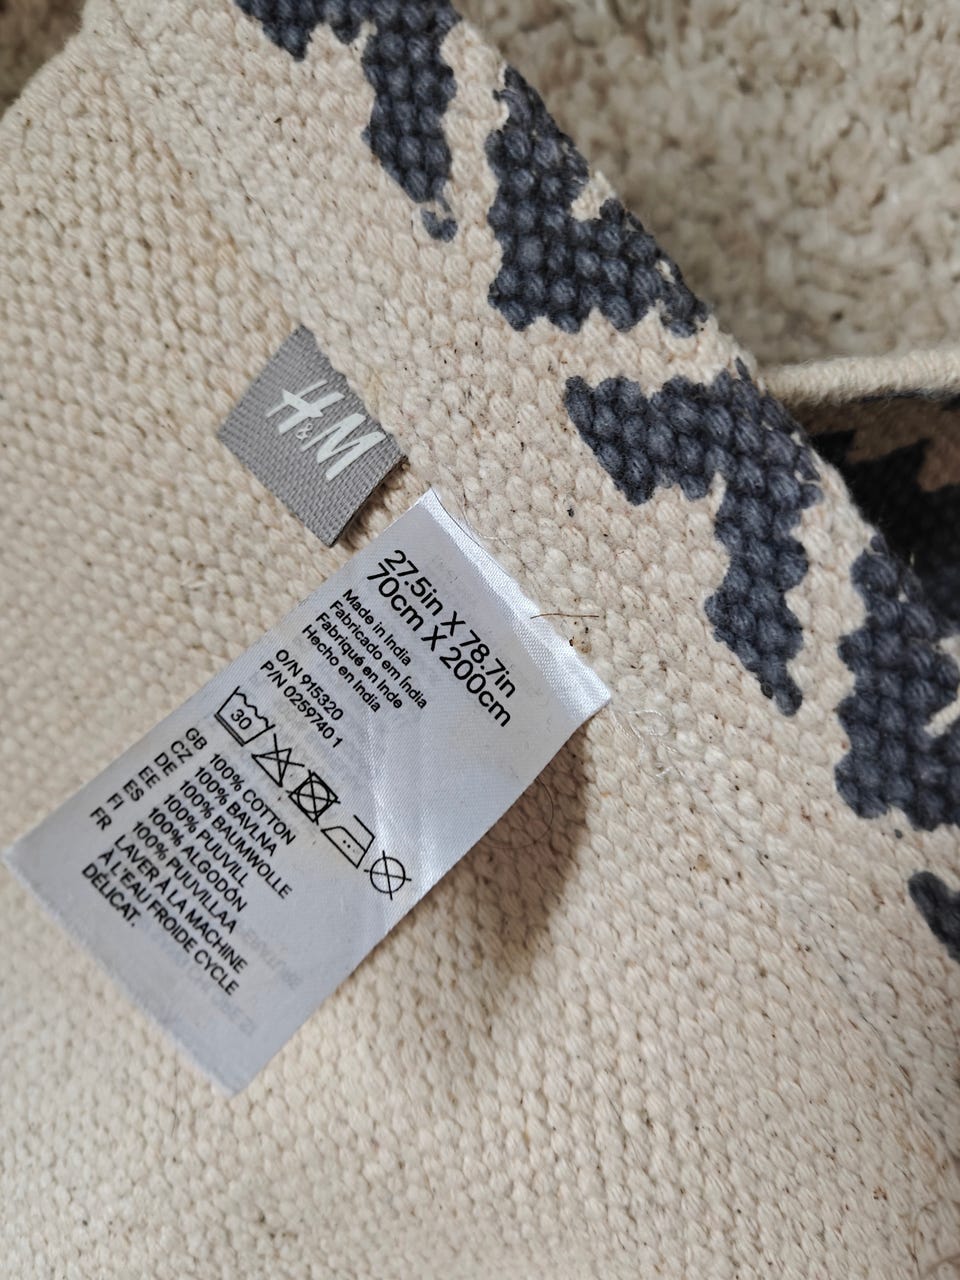 H&M
27.5in X 78.7in
70cm X 200cm
Made in India
Fabricado em Índia
Fabriqué en Inde
Hecho en India
O/N 915320
P/N 0259740 1
30
GB 100% COTTON
CZ 100% BAVLNA
DE 100% BAUMWOLLE
EE 100% PUUVILL
ES 100% ALGODÓN
FI 100% PUUVILLAA
FR LAVER À LA MACHINE
À L'EAU FROIDE CYCLE
DÉLICAT.